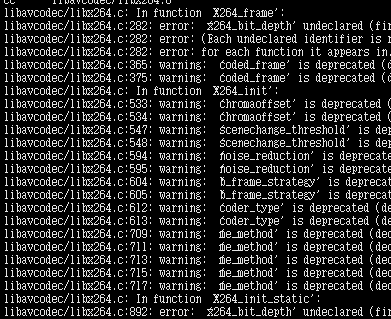 CC libavcodec/libx264.o
libavcodec/libx264.c: In function 'X264_frame':
libavcodec/libx264.c:282: error: 'x264_bit_depth' undeclared (fir
libavcodec/libx264.c:282: error: (Each undeclared identifier is r
libavcodec/libx264.c:282: error: for each function it appears in.
libavcodec/libx264.c:365: warning: 'coded_frame' is deprecated (d
libavcodec/libx264.c:375: warning: 'coded_frame' is deprecated (d
libavcodec/libx264.c: In function 'X264_init':
libavcodec/libx264.c:533: warning: 'chromaoffset' is deprecated (
libavcodec/libx264.c:534: warning: 'chromaoffset' is deprecated (
libavcodec/libx264.c:547: warning: 'scenechange_threshold' is dep
libavcodec/libx264.c:548: warning: 'scenechange_threshold' is dep
libavcodec/libx264.c:594: warning: 'noise_reduction' is deprecate
libavcodec/libx264.c:595: warning: 'noise_reduction' is deprecate
libavcodec/libx264.c:604: warning: 'b_frame_strategy' is deprecat
libavcodec/libx264.c:605: warning: 'b_frame_strategy' is deprecat
libavcodec/libx264.c:612: warning: 'coder_type' is deprecated (de
libavcodec/libx264.c:613: warning: 'coder_type' is deprecated (de
libavcodec/libx264.c:709: warning: 'me_method' is deprecated (dec
libavcodec/libx264.c:711: warning: 'me_method' is deprecated (dec
libavcodec/libx264.c:713: warning: 'me_method' is deprecated (dec
libavcodec/libx264.c:715: warning: 'me_method' is deprecated (dec
libavcodec/libx264.c:717: warning: 'me_method' is deprecated (dec
libavcodec/libx264.c: In function 'X264_init_static':
libavcodec/libx264.c:892: error: 'x264_bit_depth' undeclared (fir